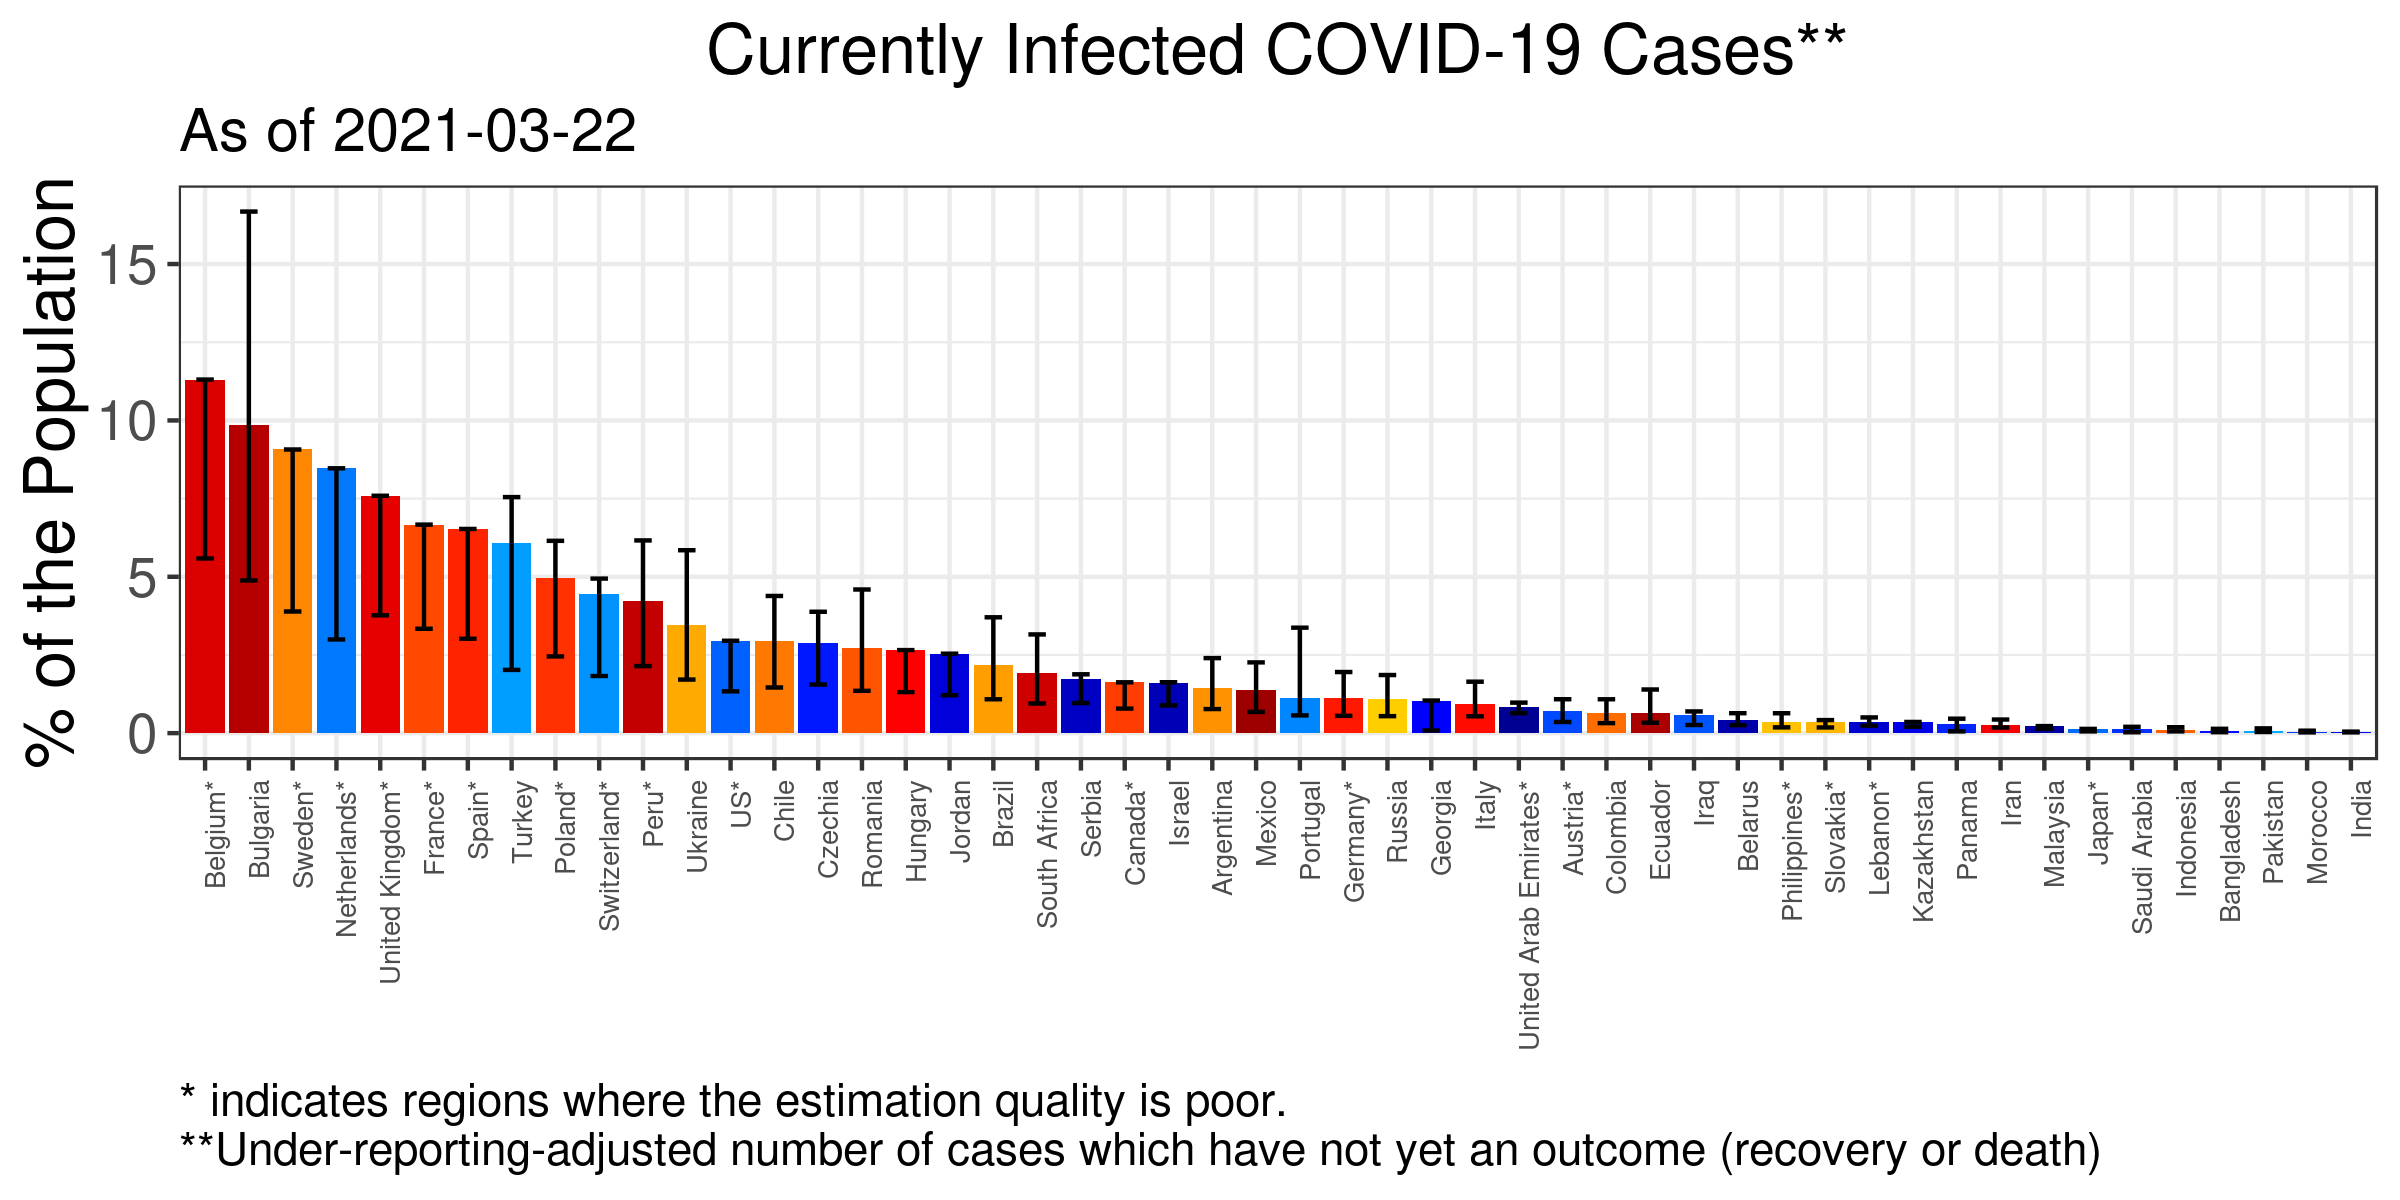 Currently Infected COVID-19 Cases**
As of 2021-03-22
% of the Population
15
10
5
0
Belgium*
Bulgaria
Sweden*
Netherlands*
United Kingdom*
France*
Spain*
Turkey
Poland*
Switzerland*
Peru*
Ukraine
US*
Chile
Czechia
Romania
Hungary
Jordan
Brazil
South Africa
Serbia
Canada*
Israel
Argentina
Mexico
Portugal
Germany*
Russia
Georgia
Italy
United Arab Emirates*
Austria*
Colombia
Ecuador
Iraq
Belarus
Philippines*
Slovakia*
Lebanon*
Kazakhstan
Panama
Iran
Malaysia
Japan*
Saudi Arabia
Indonesia
Bangladesh
Pakistan
Morocco
India
* indicates regions where the estimation quality is poor.
**Under-reporting-adjusted number of cases which have not yet an outcome (recovery or death)